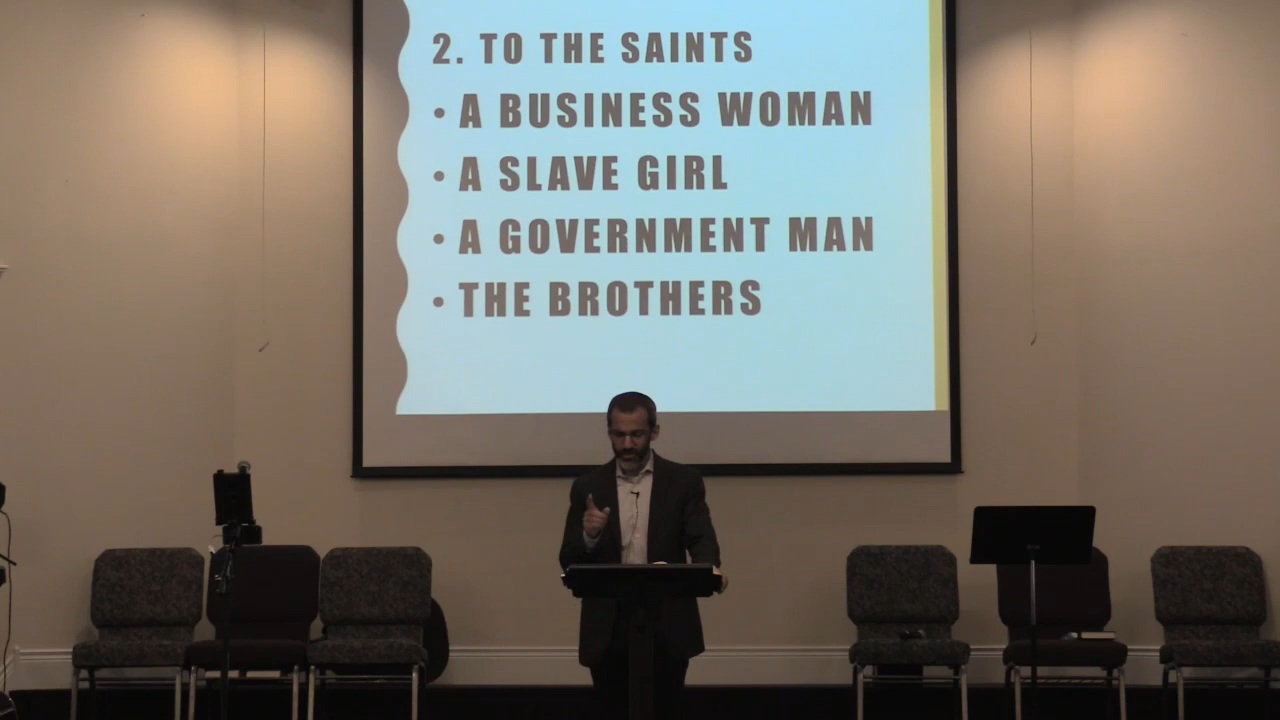 2. TO THE SAINTS
• A BUSINESS WOMAN
• A SLAVE GIRL
• A GOVERNMENT MAN
• THE BROTHERS